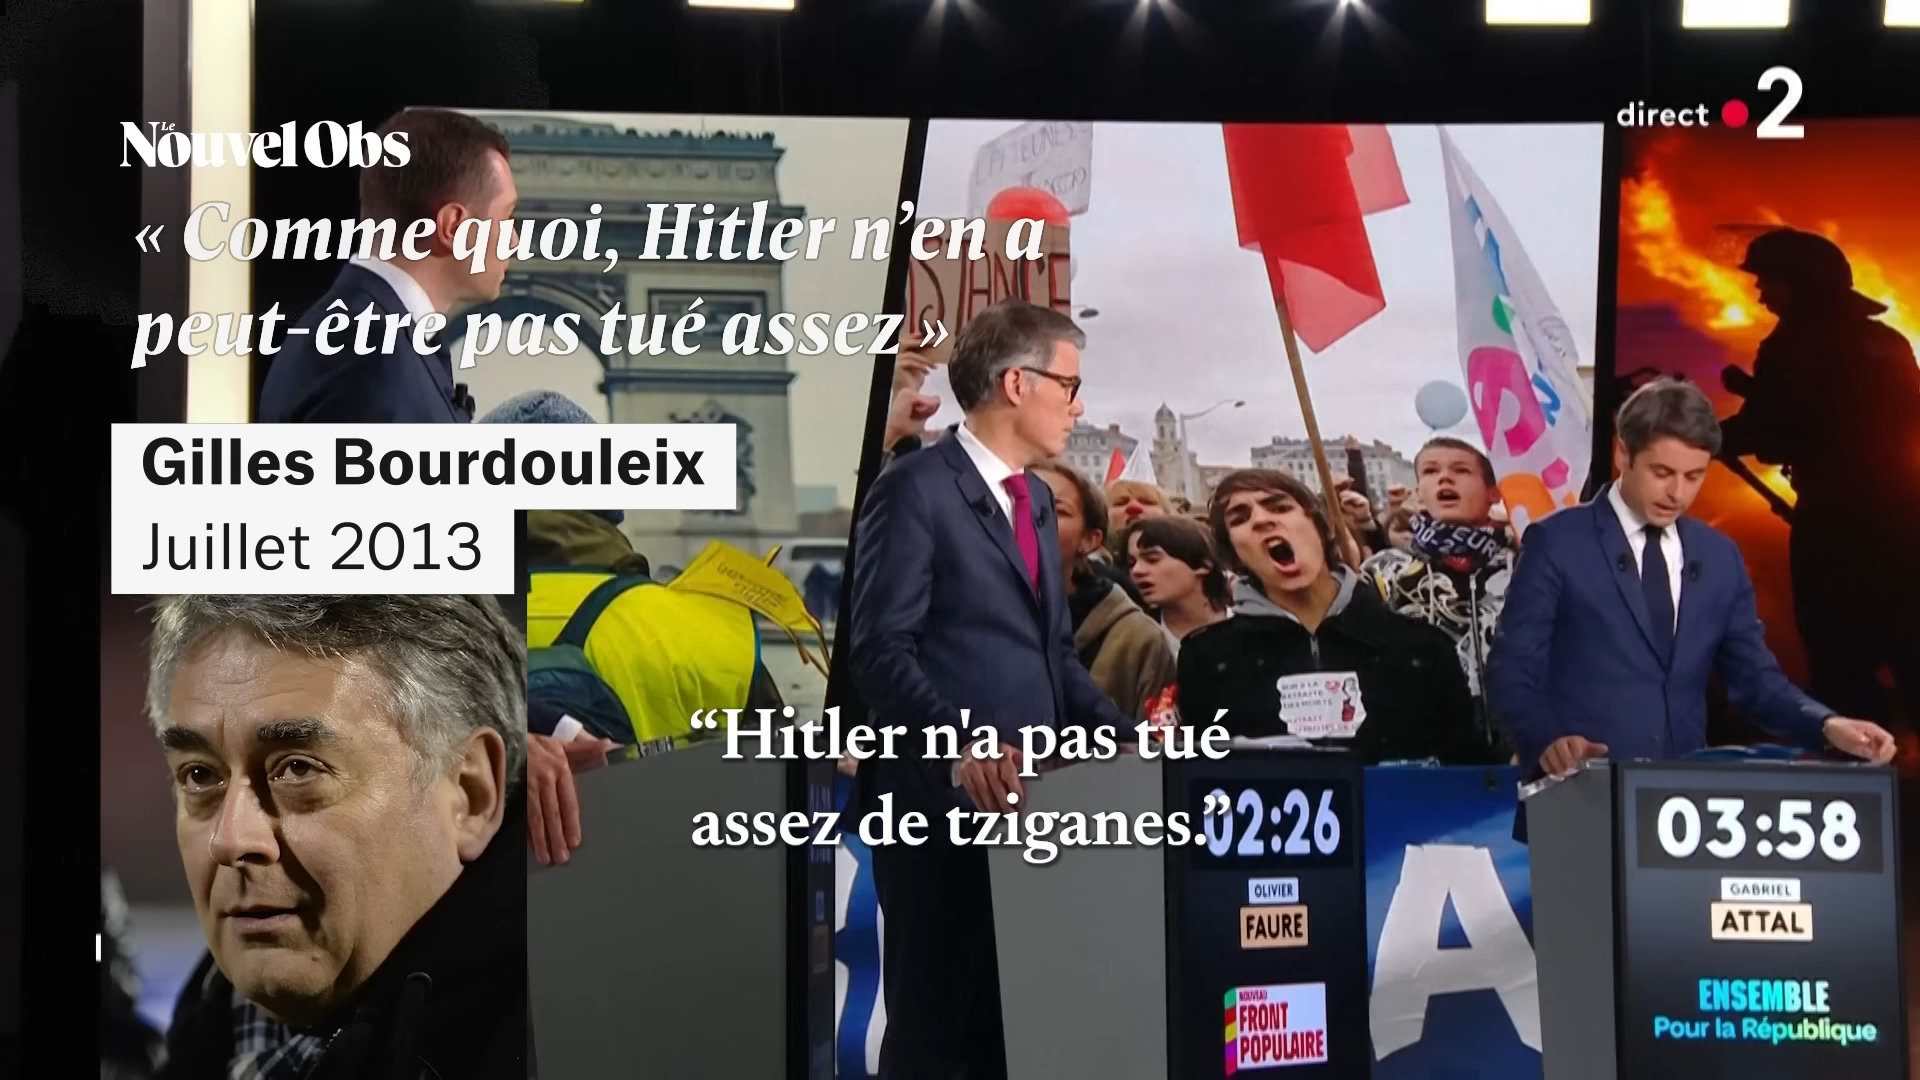 Le Nouvel Obs
direct 2
« Comme quoi, Hitler n’en a
peut-être pas tué assez »
Gilles Bourdouleix
Juillet 2013
“Hitler n'a pas tué
assez de tziganes.”
02:26
OLIVIER
FAURE
NOUVEAU
FRONT
POPULAIRE
A
03:58
GABRIEL
ATTAL
ENSEMBLE
Pour la République